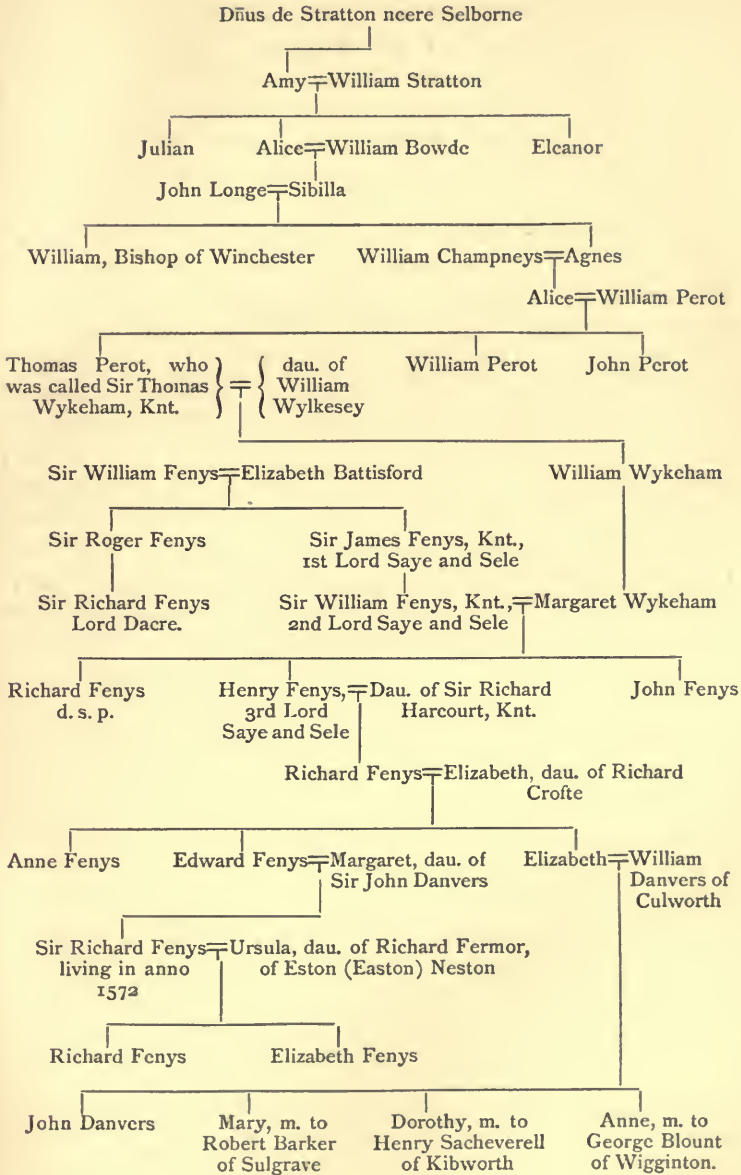 Dn̄us de Stratton neere Selborne
Amy=William Stratton
Julian Alice=William Bowde Eleanor
John Longe=Sibilla
William, Bishop of Winchester William Champneys=Agnes
Alice=William Perot
Thomas Perot, who was called Sir Thomas Wykeham, Knt. } = { dau. of William Wylkesey
William Perot John Perot
Sir William Fenys=Elizabeth Battisford William Wykeham
Sir Roger Fenys
Sir James Fenys, Knt.,
1st Lord Saye and Sele
Sir Richard Fenys
Lord Dacre.
Sir William Fenys, Knt.,=Margaret Wykeham
2nd Lord Saye and Sele
Richard Fenys
d. s. p.
Henry Fenys,=Dau. of Sir Richard
3rd Lord Harcourt, Knt.
Saye and Sele
John Fenys
Richard Fenys=Elizabeth, dau. of Richard
Crofte
Anne Fenys
Edward Fenys=Margaret, dau. of
Sir John Danvers
Elizabeth=William
Danvers of
Culworth
Sir Richard Fenys=Ursula, dau. of Richard Fermor,
living in anno of Eston (Easton) Neston
1572
Richard Fenys Elizabeth Fenys
John Danvers
Mary, m. to
Robert Barker
of Sulgrave
Dorothy, m. to
Henry Sacheverell
of Kibworth
Anne, m. to
George Blount
of Wigginton.